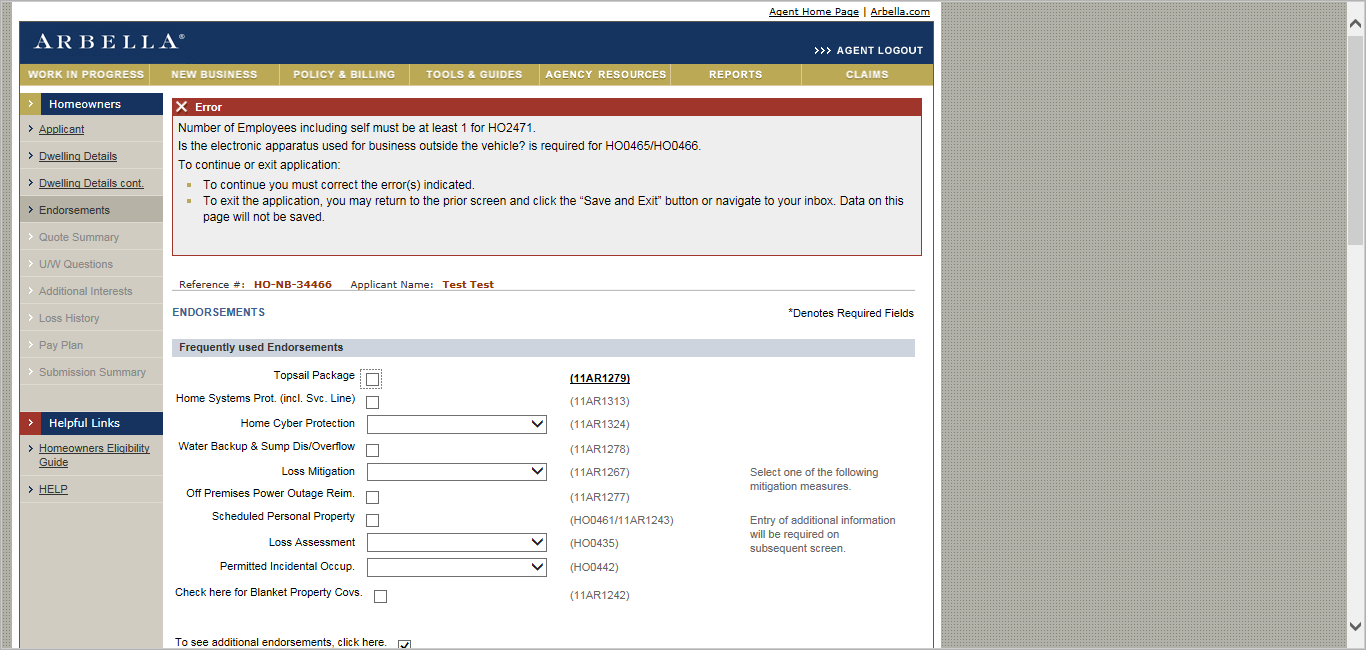 Agent Home Page | Arbella.com
ARBELLA®
>>> AGENT LOGOUT
WORK IN PROGRESS NEW BUSINESS POLICY & BILLING TOOLS & GUIDES AGENCY RESOURCES REPORTS CLAIMS
Homeowners
Applicant
Dwelling Details
Dwelling Details cont.
Endorsements
Quote Summary
U/W Questions
Additional Interests
Loss History
Pay Plan
Submission Summary
Helpful Links
Homeowners Eligibility
Guide
HELP
Error
Number of Employees including self must be at least 1 for HO2471.
Is the electronic apparatus used for business outside the vehicle? is required for HO0465/HO0466.
To continue or exit application:
To continue you must correct the error(s) indicated.
To exit the application, you may return to the prior screen and click the “Save and Exit” button or navigate to your inbox. Data on this
page will not be saved.
Reference #: HO-NB-34466 Applicant Name: Test Test
ENDORSEMENTS
*Denotes Required Fields
Frequently used Endorsements
Topsail Package (11AR1279)
Home Systems Prot. (incl. Svc. Line) (11AR1313)
Home Cyber Protection (11AR1324)
Water Backup & Sump Dis/Overflow (11AR1278)
Loss Mitigation (11AR1267) Select one of the following
mitigation measures.
Off Premises Power Outage Reim. (11AR1277)
Scheduled Personal Property (HO0461/11AR1243) Entry of additional information
will be required on
subsequent screen.
Loss Assessment (HO0435)
Permitted Incidental Occup. (HO0442)
Check here for Blanket Property Covs. (11AR1242)
To see additional endorsements, click here.